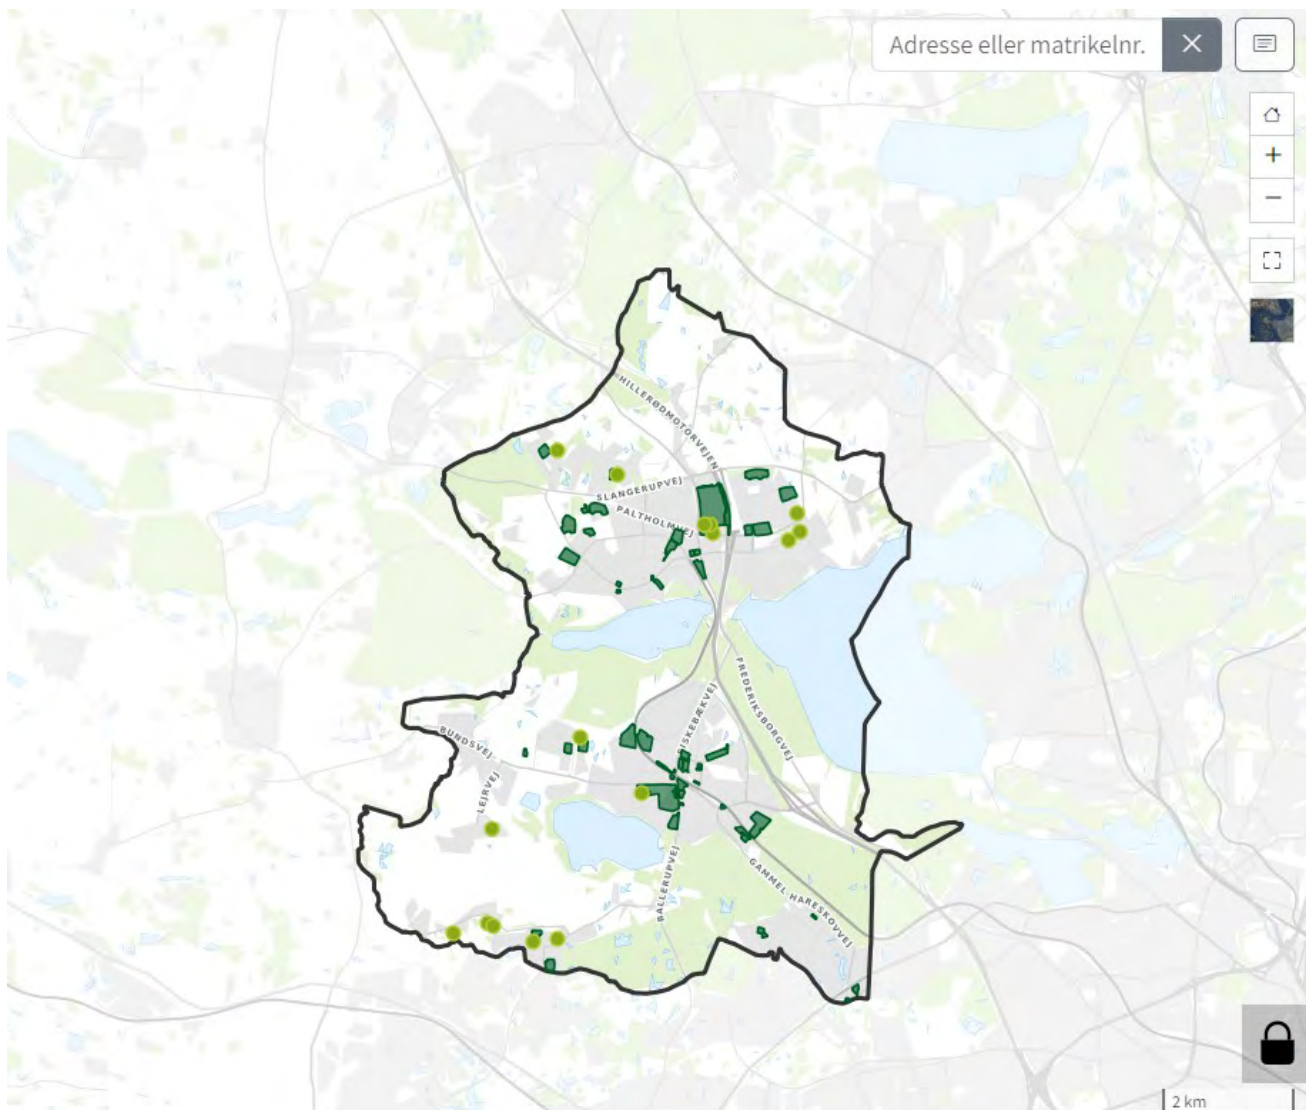 Adresse eller matrikelnr.
HILLERØDMOTORVEJEN
SLANGERUPVEJ
PALTHOLMVEJ
FREDERIKSBORGVEJ
BUNDSVEJ
LEJRVEJ
BALLERUPVEJ
GAMMEL HARESKOVVEJ
2 km